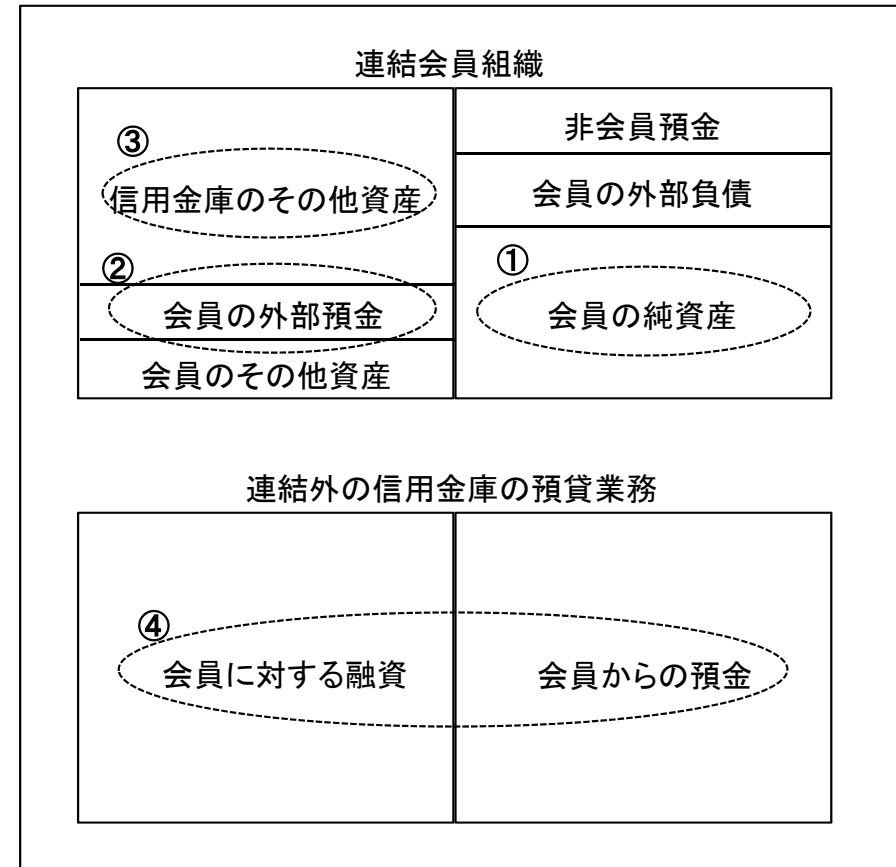 連結会員組織
③
信用金庫のその他資産
②
会員の外部預金
会員のその他資産
非会員預金
会員の外部負債
①
会員の純資産
連結外の信用金庫の預貸業務
④
会員に対する融資
会員からの預金